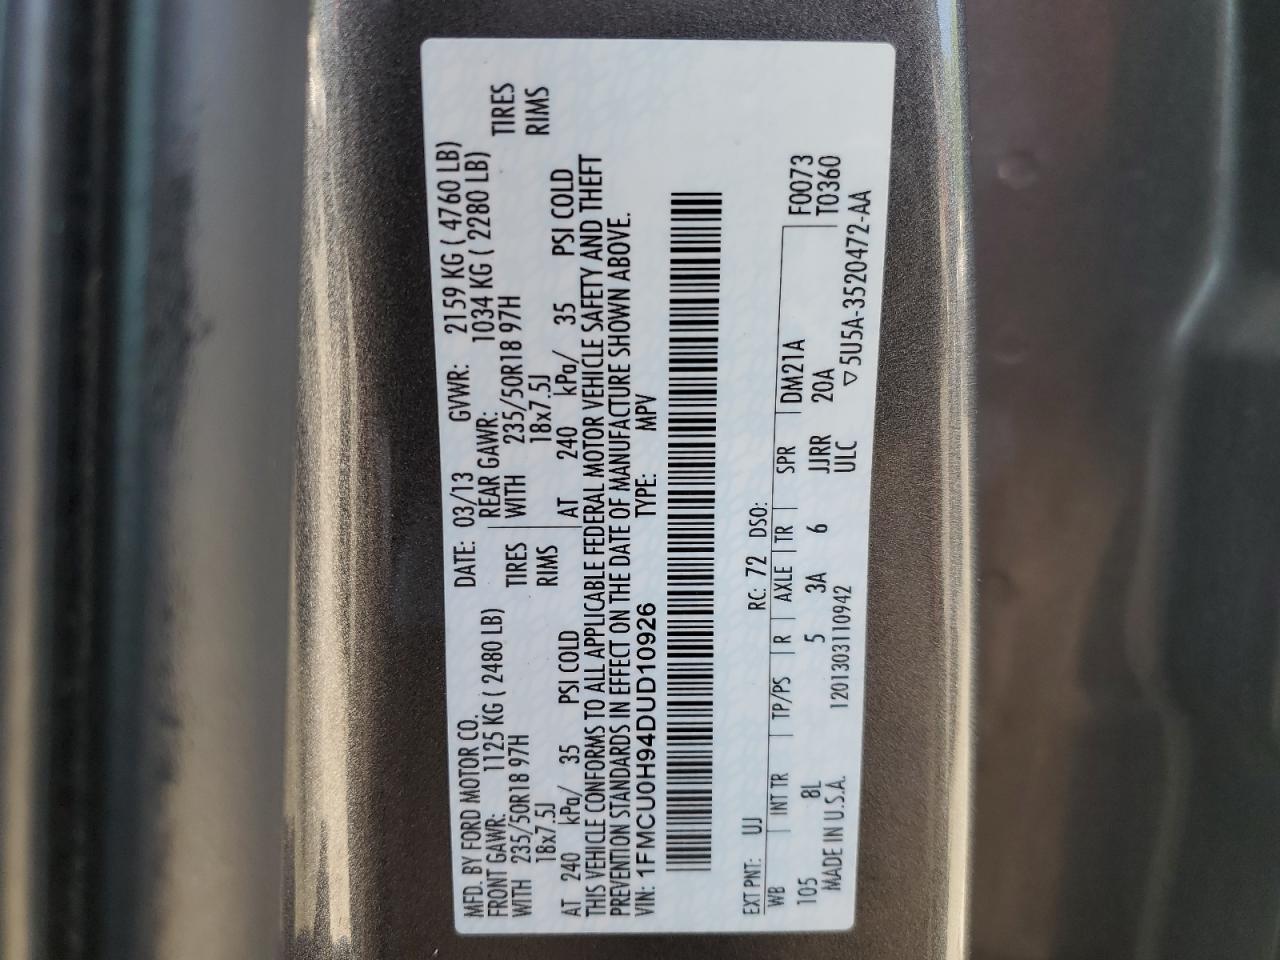 MFD. BY FORD MOTOR CO. DATE: 03/13 GVWR: 2159 KG ( 4760 LB)
FRONT GAWR: 1125 KG ( 2480 LB) REAR GAWR: 1034 KG ( 2280 LB)
WITH 235/50R18 97H TIRES WITH 235/50R18 97H TIRES
18x7.5J RIMS 18x7.5J RIMS
AT 240 kPa/ 35 PSI COLD AT 240 kPa/ 35 PSI COLD
THIS VEHICLE CONFORMS TO ALL APPLICABLE FEDERAL MOTOR VEHICLE SAFETY AND THEFT
PREVENTION STANDARDS IN EFFECT ON THE DATE OF MANUFACTURE SHOWN ABOVE.
VIN: 1FMCU0H94DUD10926 TYPE: MPV
EXT PNT: UJ RC: 72 DSO:
WB INT TR TP/PS R AXLE TR SPR DM21A F0073
105 8L 5 3A 6 JJRR 20A T0360
MADE IN U.S.A. 12013031 10942 ULC ▽5U5A-3520472-AA